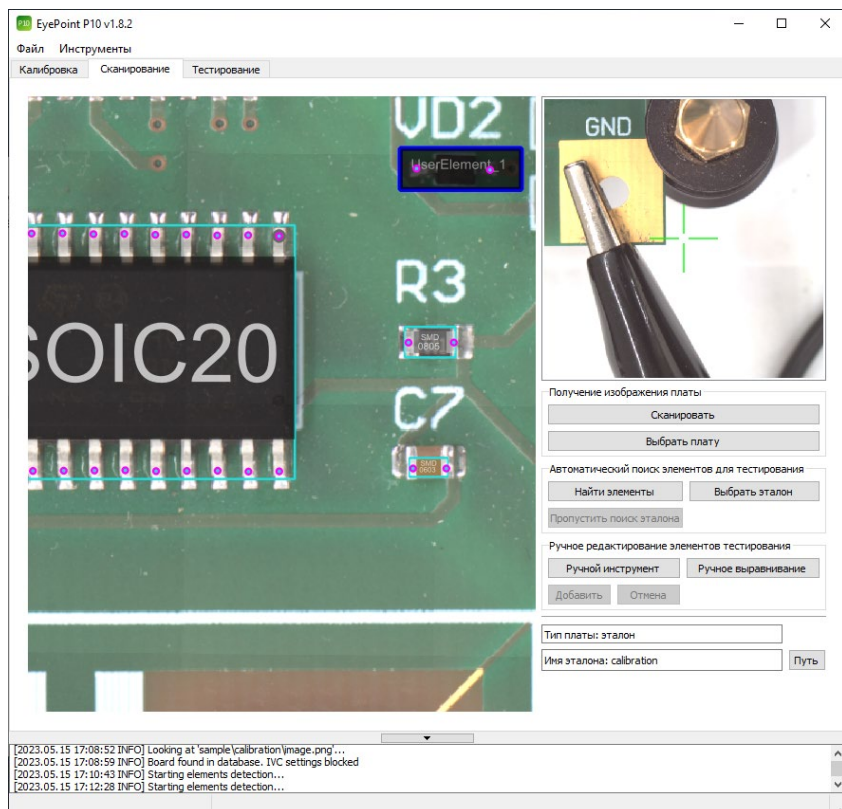 P10 EyePoint P10 v1.8.2
Файл Инструменты
Калибровка Сканирование Тестирование
VD2
UserElement_1
R3
SMD
0805
SOIC20
C7
SMD
0603
GND
Получение изображения платы
Сканировать
Выбрать плату
Автоматический поиск элементов для тестирования
Найти элементы Выбрать эталон
Пропустить поиск эталона
Ручное редактирование элементов тестирования
Ручной инструмент Ручное выравнивание
Добавить Отмена
Тип платы: эталон
Имя эталона: calibration Путь
[2023.05.15 17:08:52 INFO] Looking at 'sample\calibration\image.png'...
[2023.05.15 17:08:59 INFO] Board found in database. IVC settings blocked
[2023.05.15 17:10:43 INFO] Starting elements detection...
[2023.05.15 17:12:28 INFO] Starting elements detection...